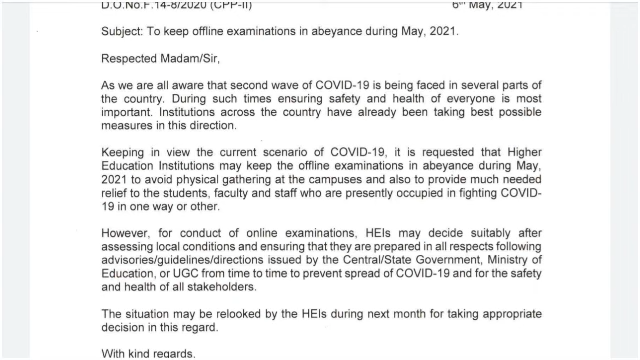 D.O.No.F.14-8/2020 (CPP-II) 6th May, 2021
Subject: To keep offline examinations in abeyance during May, 2021.
Respected Madam/Sir,
As we are all aware that second wave of COVID-19 is being faced in several parts of
the country. During such times ensuring safety and health of everyone is most
important. Institutions across the country have already been taking best possible
measures in this direction.
Keeping in view the current scenario of COVID-19, it is requested that Higher
Education Institutions may keep the offline examinations in abeyance during May,
2021 to avoid physical gathering at the campuses and also to provide much needed
relief to the students, faculty and staff who are presently occupied in fighting COVID-
19 in one way or other.
However, for conduct of online examinations, HEIs may decide suitably after
assessing local conditions and ensuring that they are prepared in all respects following
advisories/guidelines/directions issued by the Central/State Government, Ministry of
Education, or UGC from time to time to prevent spread of COVID-19 and for the safety
and health of all stakeholders.
The situation may be relooked by the HEIs during next month for taking appropriate
decision in this regard.
With kind regards,